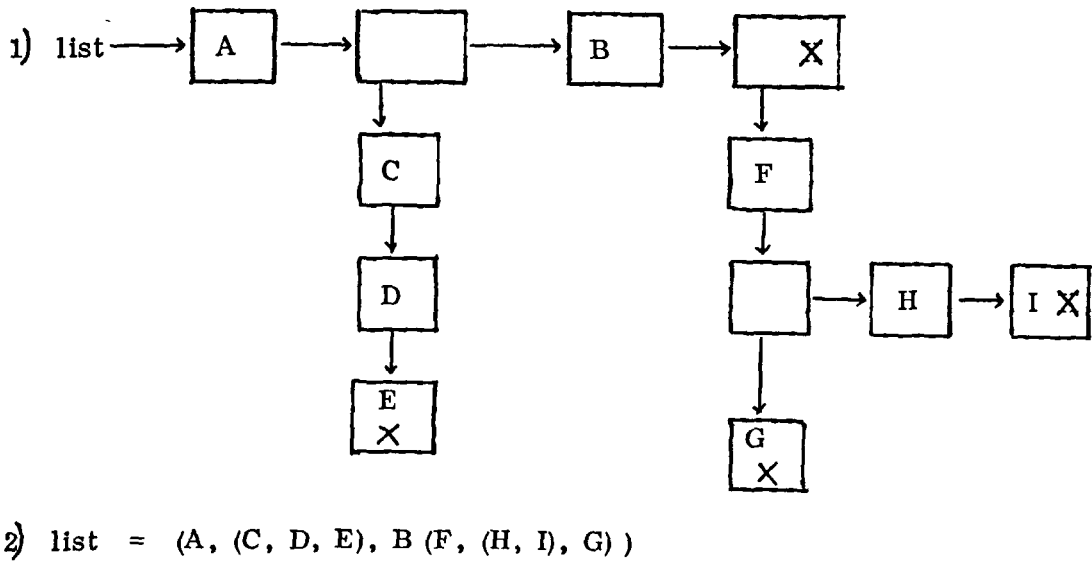 1) list A B X
C F
D H I X
E
X
G
X
2) list = (A, (C, D, E), B (F, (H, I), G) )